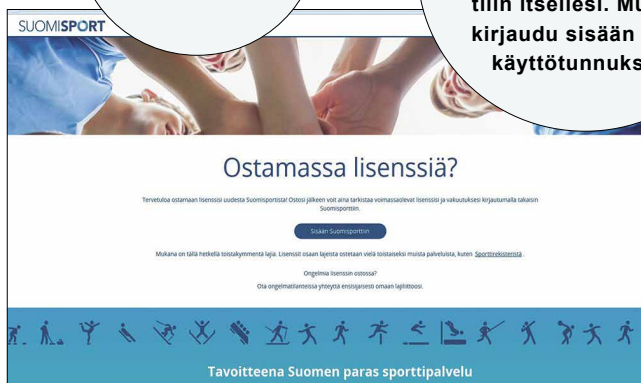 tilin itsellesi. Mu
kirjaudu sisään
käyttötunnuks
SUOMISPORT
Ostamassa lisenssiä?
Tervetuloa ostamaan lisenssisi uudesta Suomisportista! Ostosi jälkeen voit aina tarkistaa voimassaolevat lisenssisi ja vakuutuksesi kirjautumalla takaisin
Suomisporttiin.
Sisään Suomisporttiin
Mukana on tällä hetkellä toistakymmentä lajia. Lisenssit osaan lajeista ostetaan vielä toistaiseksi muista palveluista, kuten Sporttirekisteristä.
Ongelmia lisenssin ostossa?
Ota ongelmatilanteissa yhteyttä ensisijaisesti omaan lajiliittoosi.
Tavoitteena Suomen paras sporttipalvelu